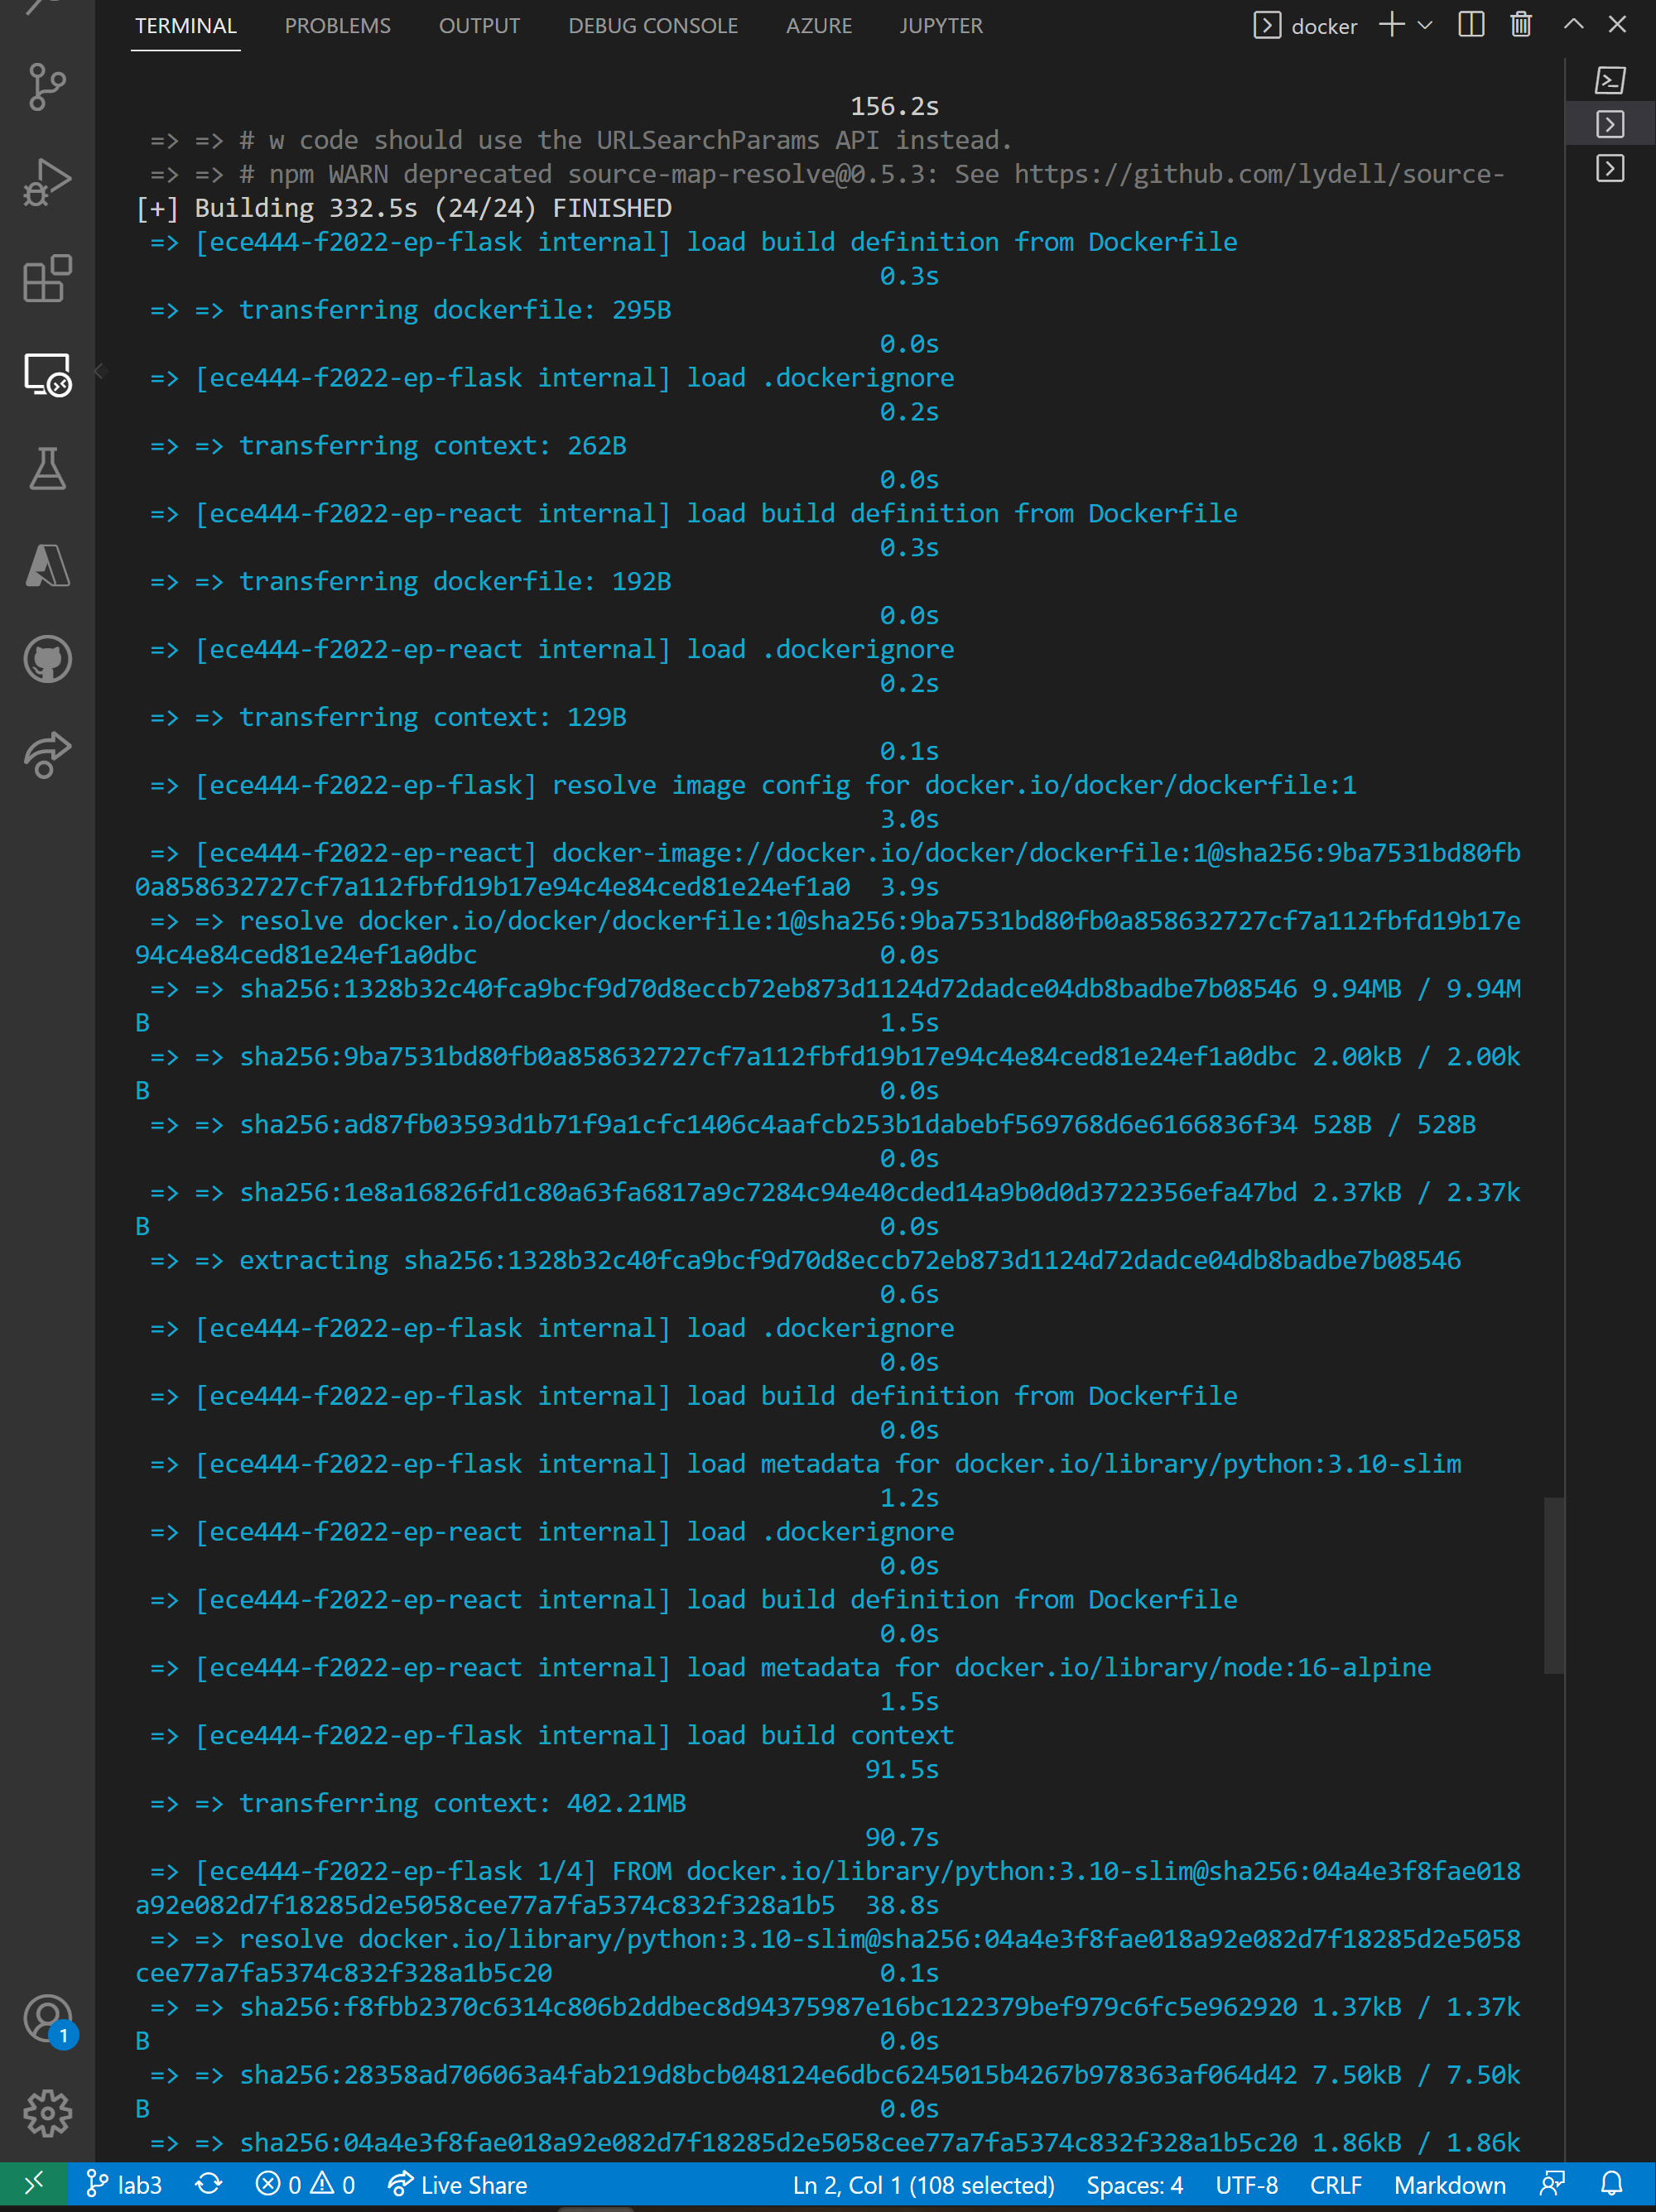 TERMINAL PROBLEMS OUTPUT DEBUG CONSOLE AZURE JUPYTER docker
156.2s
=> => # w code should use the URLSearchParams API instead.
=> => # npm WARN deprecated source-map-resolve@0.5.3: See https://github.com/lydell/source-
[+] Building 332.5s (24/24) FINISHED
=> [ece444-f2022-ep-flask internal] load build definition from Dockerfile
0.3s
=> => transferring dockerfile: 295B
0.0s
=> [ece444-f2022-ep-flask internal] load .dockerignore
0.2s
=> => transferring context: 262B
0.0s
=> [ece444-f2022-ep-react internal] load build definition from Dockerfile
0.3s
=> => transferring dockerfile: 192B
0.0s
=> [ece444-f2022-ep-react internal] load .dockerignore
0.2s
=> => transferring context: 129B
0.1s
=> [ece444-f2022-ep-flask] resolve image config for docker.io/docker/dockerfile:1
3.0s
=> [ece444-f2022-ep-react] docker-image://docker.io/docker/dockerfile:1@sha256:9ba7531bd80fb
0a858632727cf7a112fbfd19b17e94c4e84ced81e24ef1a0 3.9s
=> => resolve docker.io/docker/dockerfile:1@sha256:9ba7531bd80fb0a858632727cf7a112fbfd19b17e
94c4e84ced81e24ef1a0dbc 0.0s
=> => sha256:1328b32c40fca9bcf9d70d8eccb72eb873d1124d72dadce04db8badbe7b08546 9.94MB / 9.94M
B 1.5s
=> => sha256:9ba7531bd80fb0a858632727cf7a112fbfd19b17e94c4e84ced81e24ef1a0dbc 2.00kB / 2.00k
B 0.0s
=> => sha256:ad87fb03593d1b71f9a1cfc1406c4aafcb253b1dabebf569768d6e6166836f34 528B / 528B
0.0s
=> => sha256:1e8a16826fd1c80a63fa6817a9c7284c94e40cded14a9b0d0d3722356efa47bd 2.37kB / 2.37k
B 0.0s
=> => extracting sha256:1328b32c40fca9bcf9d70d8eccb72eb873d1124d72dadce04db8badbe7b08546
0.6s
=> [ece444-f2022-ep-flask internal] load .dockerignore
0.0s
=> [ece444-f2022-ep-flask internal] load build definition from Dockerfile
0.0s
=> [ece444-f2022-ep-flask internal] load metadata for docker.io/library/python:3.10-slim
1.2s
=> [ece444-f2022-ep-react internal] load .dockerignore
0.0s
=> [ece444-f2022-ep-react internal] load build definition from Dockerfile
0.0s
=> [ece444-f2022-ep-react internal] load metadata for docker.io/library/node:16-alpine
1.5s
=> [ece444-f2022-ep-flask internal] load build context
91.5s
=> => transferring context: 402.21MB
90.7s
=> [ece444-f2022-ep-flask 1/4] FROM docker.io/library/python:3.10-slim@sha256:04a4e3f8fae018
a92e082d7f18285d2e5058cee77a7fa5374c832f328a1b5 38.8s
=> => resolve docker.io/library/python:3.10-slim@sha256:04a4e3f8fae018a92e082d7f18285d2e5058
cee77a7fa5374c832f328a1b5c20 0.1s
=> => sha256:f8fbb2370c6314c806b2ddbec8d94375987e16bc122379bef979c6fc5e962920 1.37kB / 1.37k
B 0.0s
=> => sha256:28358ad706063a4fab219d8bcb048124e6dbc6245015b4267b978363af064d42 7.50kB / 7.50k
B 0.0s
=> => sha256:04a4e3f8fae018a92e082d7f18285d2e5058cee77a7fa5374c832f328a1b5c20 1.86kB / 1.86k
1
lab3 0 0 Live Share Ln 2, Col 1 (108 selected) Spaces: 4 UTF-8 CRLF Markdown